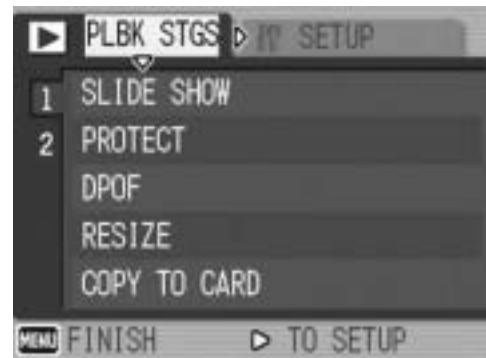 PLBK STGS SETUP
1 SLIDE SHOW
2 PROTECT
DPOF
RESIZE
COPY TO CARD
MENU FINISH TO SETUP